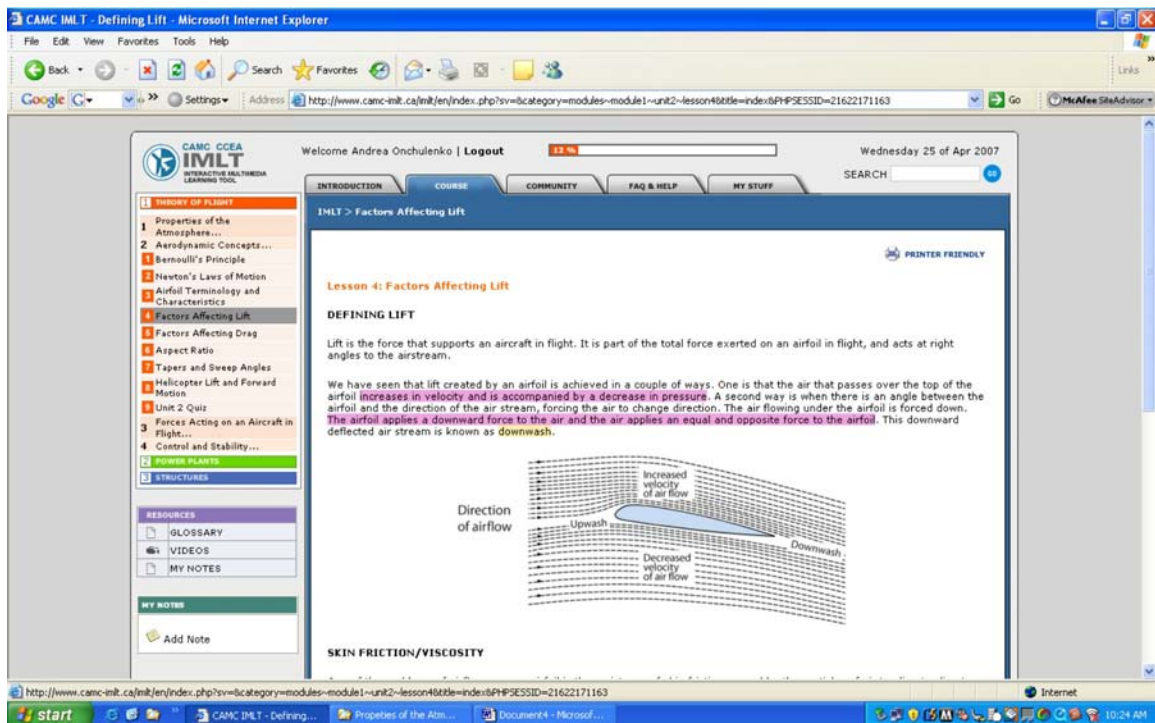 CAMC IMLT - Defining Lift - Microsoft Internet Explorer
File Edit View Favorites Tools Help
Back Search Favorites Links
Google Settings Address http://www.camc-imlt.ca/imlt/en/index.php?sv=&category=modules~module1~unit2~lesson4&title=index&PHPSESSID=21622171163 Go McAfee SiteAdvisor
CAMC CCEA
IMLT
INTERACTIVE MULTIMEDIA
LEARNING TOOL
Welcome Andrea Onchulenko | Logout 12 % Wednesday 25 of Apr 2007
SEARCH GO
INTRODUCTION COURSE COMMUNITY FAQ & HELP MY STUFF
1 THEORY OF FLIGHT
1 Properties of the
Atmosphere...
2 Aerodynamic Concepts...
1 Bernoulli's Principle
2 Newton's Laws of Motion
3 Airfoil Terminology and
Characteristics
4 Factors Affecting Lift
5 Factors Affecting Drag
6 Aspect Ratio
7 Tapers and Sweep Angles
8 Helicopter Lift and Forward
Motion
9 Unit 2 Quiz
3 Forces Acting on an Aircraft in
Flight...
4 Control and Stability...
2 POWER PLANTS
3 STRUCTURES
RESOURCES
GLOSSARY
VIDEOS
MY NOTES
MY NOTES
Add Note
IMLT > Factors Affecting Lift
PRINTER FRIENDLY
Lesson 4: Factors Affecting Lift
DEFINING LIFT
Lift is the force that supports an aircraft in flight. It is part of the total force exerted on an airfoil in flight, and acts at right
angles to the airstream.
We have seen that lift created by an airfoil is achieved in a couple of ways. One is that the air that passes over the top of the
airfoil increases in velocity and is accompanied by a decrease in pressure. A second way is when there is an angle between the
airfoil and the direction of the air stream, forcing the air to change direction. The air flowing under the airfoil is forced down.
The airfoil applies a downward force to the air and the air applies an equal and opposite force to the airfoil. This downward
deflected air stream is known as downwash.
Increased
velocity
of air flow
Direction
of airflow
Upwash
Downwash
Decreased
velocity
of air flow
SKIN FRICTION/VISCOSITY
http://www.camc-imlt.ca/imlt/en/index.php?sv=&category=modules~module1~unit2~lesson4&title=index&PHPSESSID=21622171163 Internet
start CAMC IMLT - Defining... Propeties of the Atm... Document4 - Microsof... 10:24 AM